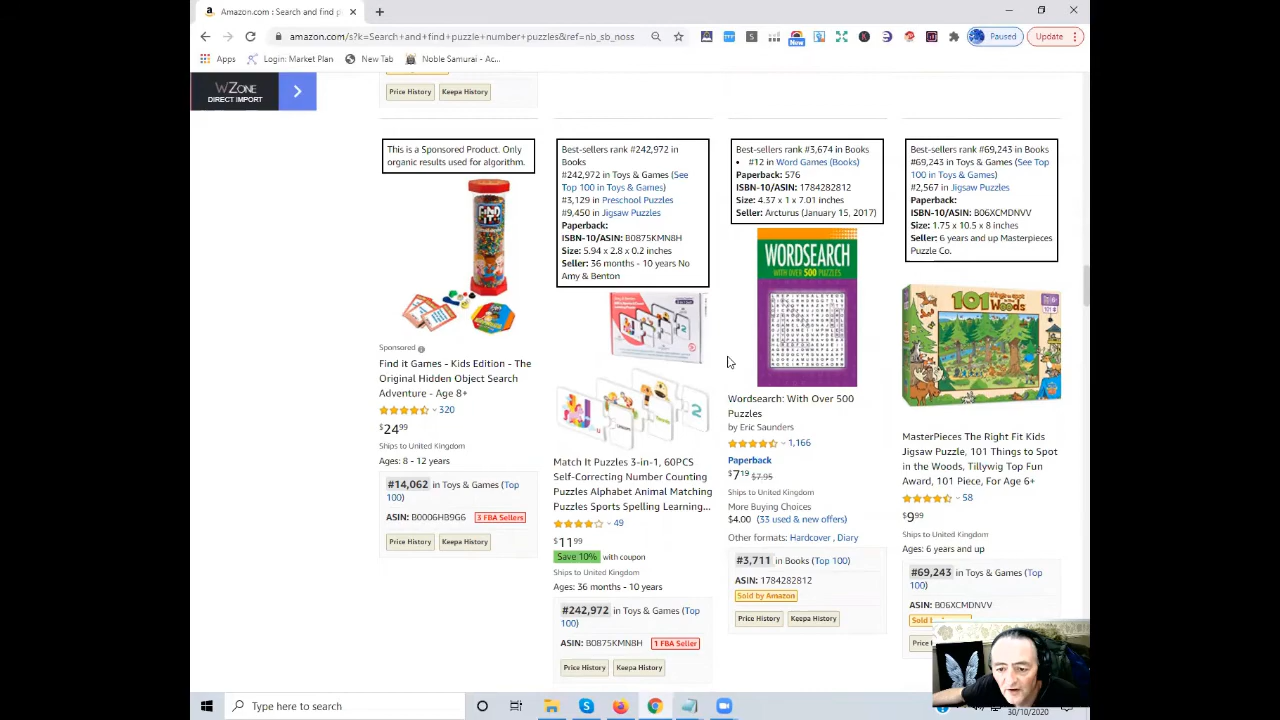 Amazon.com : Search and find p
amazon.com/s?k=Search+and+find+puzzle+number+puzzles&ref=nb_sb_noss
New
Paused
Update
Apps
Login: Market Plan
New Tab
Noble Samurai - Ac...
WZONE
DIRECT IMPORT
Price History
Keepa History
This is a Sponsored Product. Only
organic results used for algorithm.
FIND IT!
Sponsored
Find it Games - Kids Edition - The
Original Hidden Object Search
Adventure - Age 8+
320
$24 99
Ships to United Kingdom
Ages: 8 - 12 years
#14,062 in Toys & Games (Top
100)
ASIN: B0006HB9G6 3 FBA Sellers
Price History
Keepa History
Best-sellers rank #242,972 in
Books
#242,972 in Toys & Games (See
Top 100 in Toys & Games)
#3,129 in Preschool Puzzles
#9,450 in Jigsaw Puzzles
Paperback:
ISBN-10/ASIN: B0875KMN8H
Size: 5.94 x 2.8 x 0.2 inches
Seller: 36 months - 10 years No
Amy & Benton
Match It Puzzles 3-in-1, 60PCS
Self-Correcting Number Counting
Puzzles Alphabet Animal Matching
Puzzles Sports Spelling Learning...
49
$11 99
Save 10% with coupon
Ships to United Kingdom
Ages: 36 months - 10 years
#242,972 in Toys & Games (Top
100)
ASIN: B0875KMN8H 1 FBA Seller
Price History
Keepa History
Best-sellers rank #3,674 in Books
• #12 in Word Games (Books)
Paperback: 576
ISBN-10/ASIN: 1784282812
Size: 4.37 x 1 x 7.01 inches
Seller: Arcturus (January 15, 2017)
WORDSEARCH
WITH OVER 500 PUZZLES
Wordsearch: With Over 500
Puzzles
by Eric Saunders
1,166
Paperback
$7 19 $7.95
Ships to United Kingdom
More Buying Choices
$4.00 (33 used & new offers)
Other formats: Hardcover , Diary
#3,711 in Books (Top 100)
ASIN: 1784282812
Sold by Amazon
Price History
Keepa History
Best-sellers rank #69,243 in Books
#69,243 in Toys & Games (See Top
100 in Toys & Games)
#2,567 in Jigsaw Puzzles
Paperback:
ISBN-10/ASIN: B06XCMDNVV
Size: 1.75 x 10.5 x 8 inches
Seller: 6 years and up Masterpieces
Puzzle Co.
101 Woods
MasterPieces The Right Fit Kids
Jigsaw Puzzle, 101 Things to Spot
in the Woods, Tillywig Top Fun
Award, 101 Piece, For Age 6+
58
$9 99
Ships to United Kingdom
Ages: 6 years and up
#69,243 in Toys & Games (Top
100)
ASIN: B06XCMDNVV
Type here to search
30/10/2020